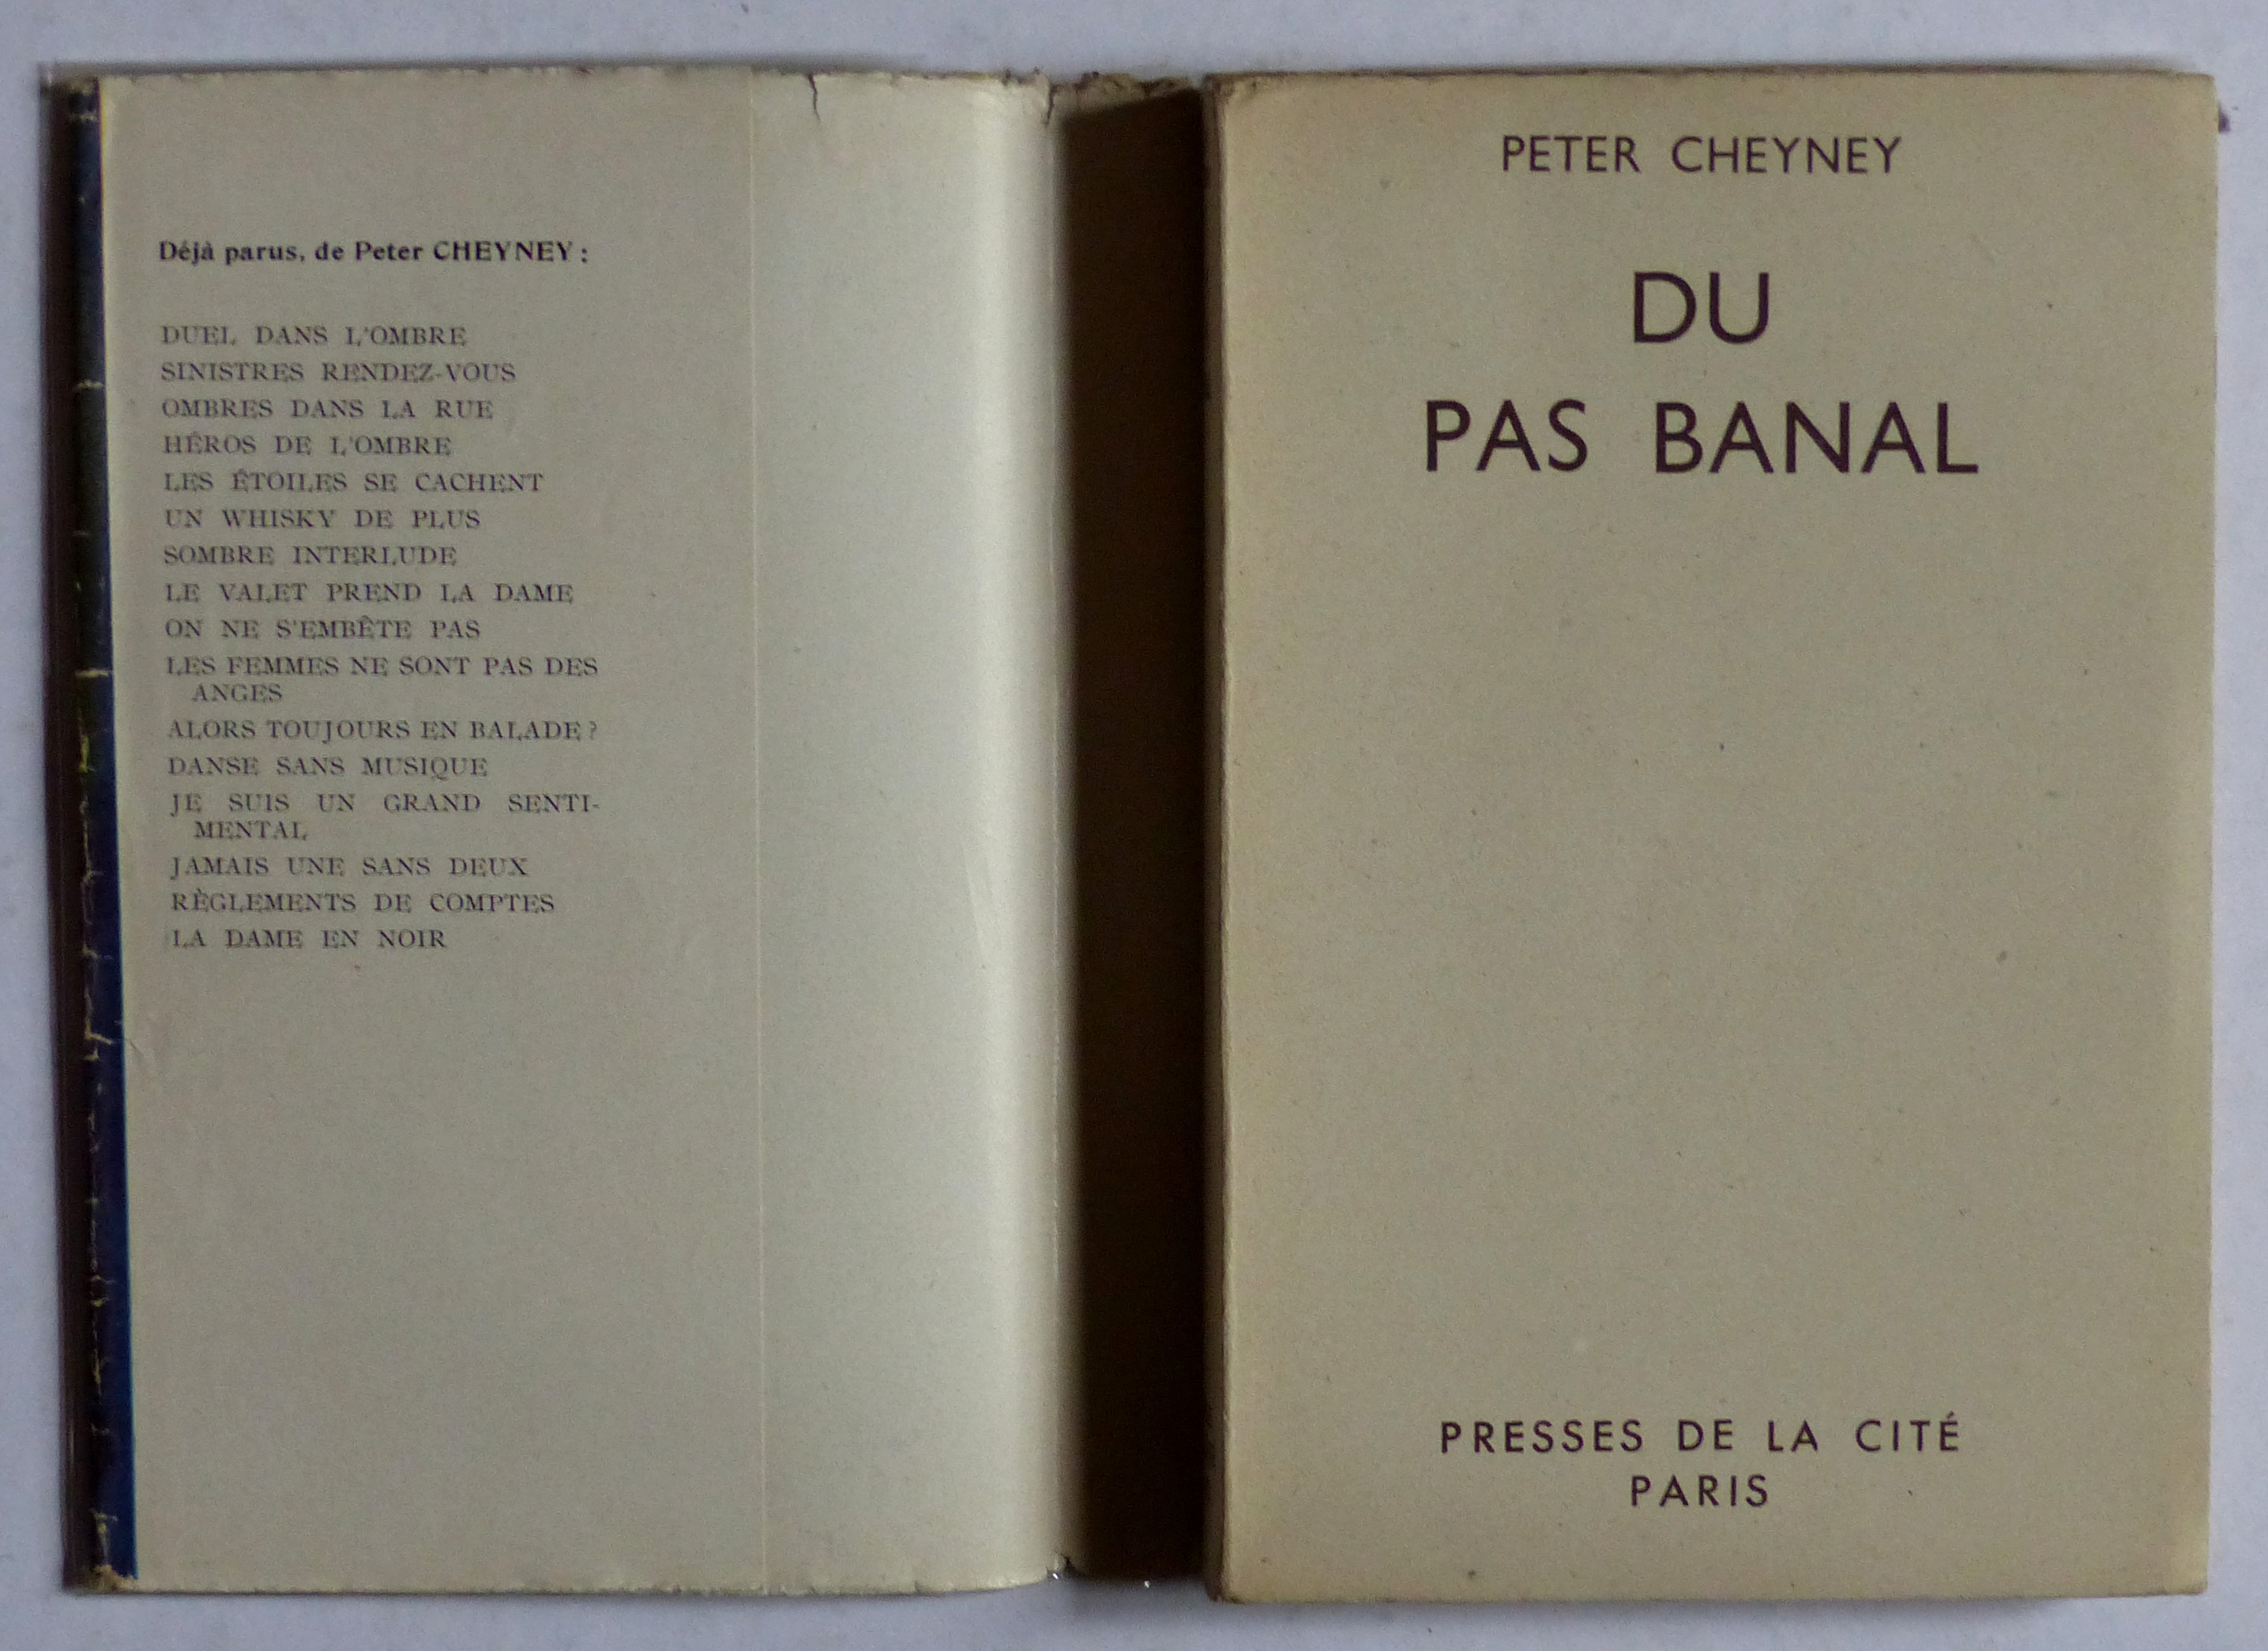 Déjà parus, de Peter CHEYNEY :
DUEL DANS L'OMBRE
SINISTRES RENDEZ-VOUS
OMBRES DANS LA RUE
HÉROS DE L'OMBRE
LES ÉTOILES SE CACHENT
UN WHISKY DE PLUS
SOMBRE INTERLUDE
LE VALET PREND LA DAME
ON NE S'EMBÊTE PAS
LES FEMMES NE SONT PAS DES
ANGES
ALORS TOUJOURS EN BALADE ?
DANSE SANS MUSIQUE
JE SUIS UN GRAND SENTI-
MENTAL
JAMAIS UNE SANS DEUX
RÈGLEMENTS DE COMPTES
LA DAME EN NOIR
PETER CHEYNEY
DU
PAS BANAL
PRESSES DE LA CITÉ
PARIS